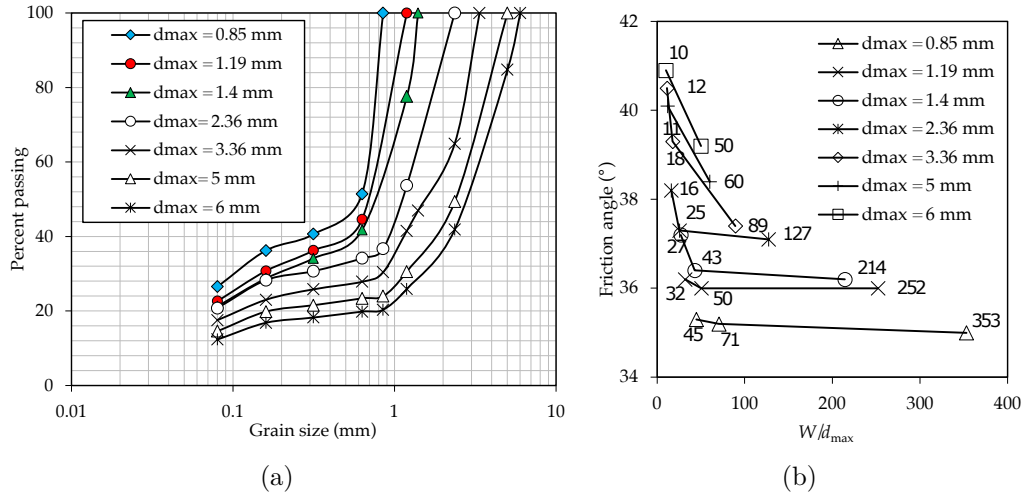 100
80
60
40
20
0
0.01
0.1
1
10
Percent passing
Grain size (mm)
dmax = 0.85 mm
dmax = 1.19 mm
dmax = 1.4 mm
dmax = 2.36 mm
dmax = 3.36 mm
dmax = 5 mm
dmax = 6 mm
(a)
42
40
38
36
34
0
100
200
300
400
Friction angle (°)
W/dmax
dmax = 0.85 mm
dmax = 1.19 mm
dmax = 1.4 mm
dmax = 2.36 mm
dmax = 3.36 mm
dmax = 5 mm
dmax = 6 mm
10
12
11
18
50
60
16
25
89
127
27
43
214
32
50
252
45
71
353
(b)